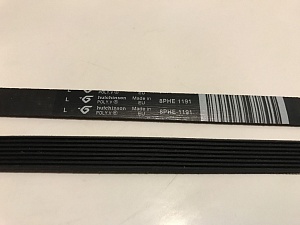 L hutchinson Made in 8PHE 1191
POLY V ® EU
L hutchinson Made in 8PHE 1191
POLY V ® EU